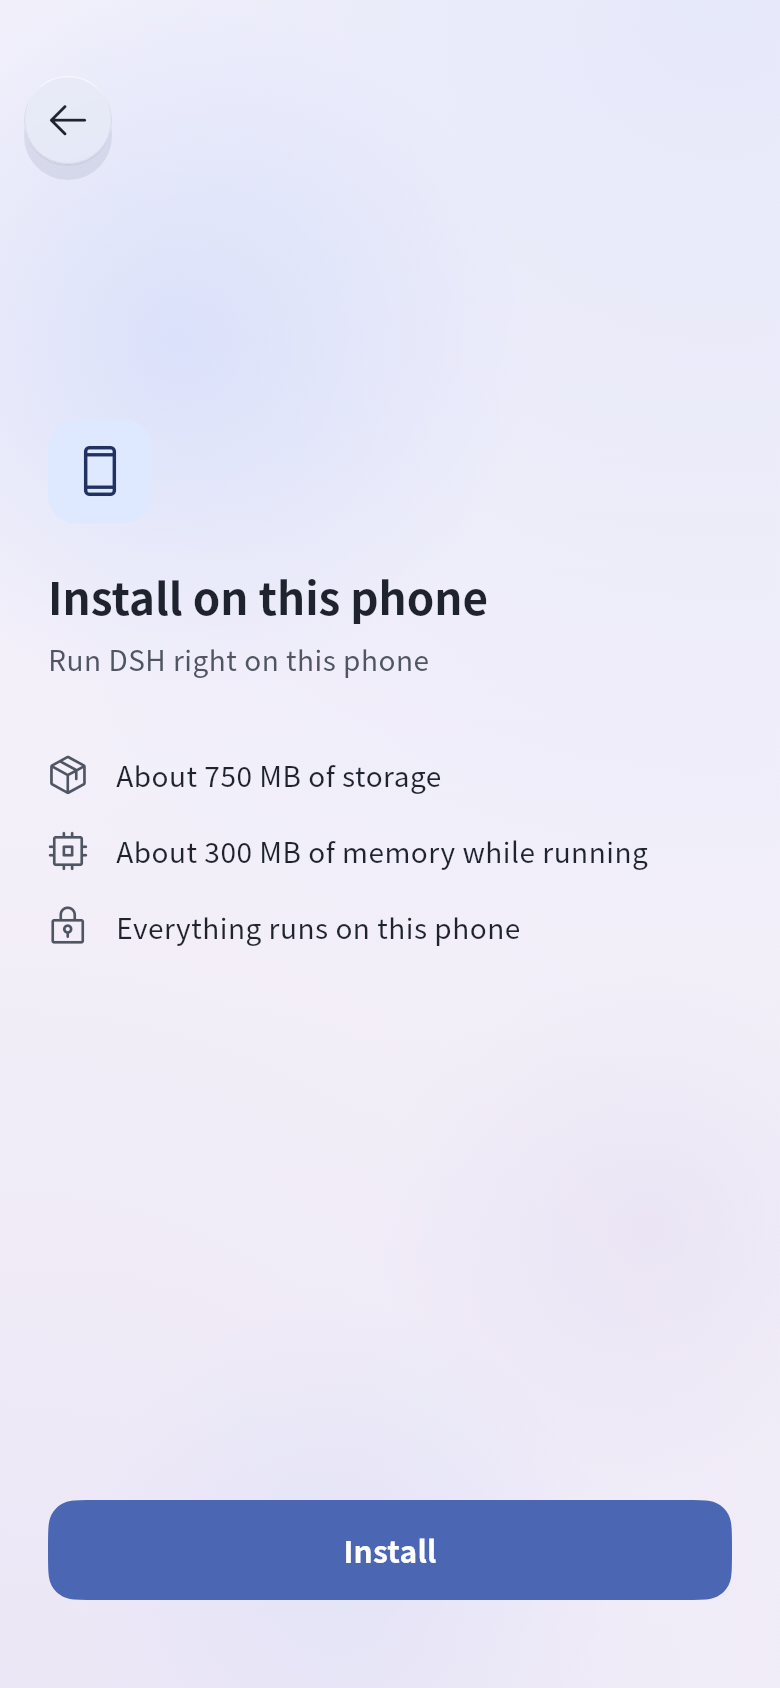 Install on this phone
Run DSH right on this phone
About 750 MB of storage
About 300 MB of memory while running
Everything runs on this phone
Install